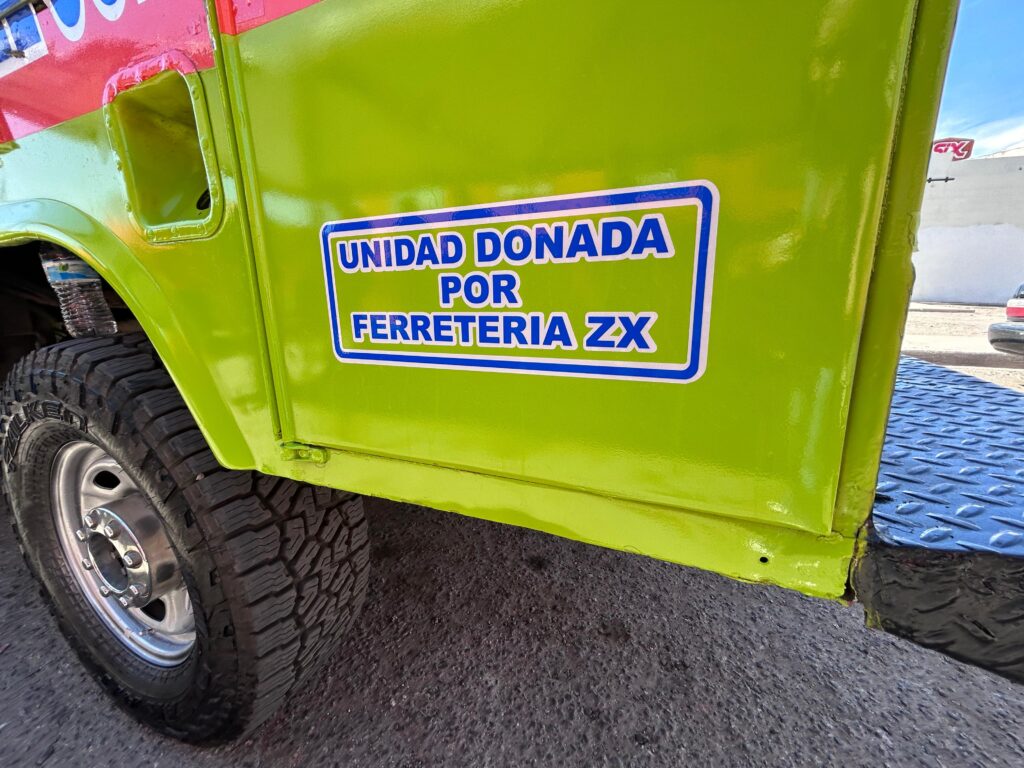 UNIDAD DONADA
POR
FERRETERIA ZX